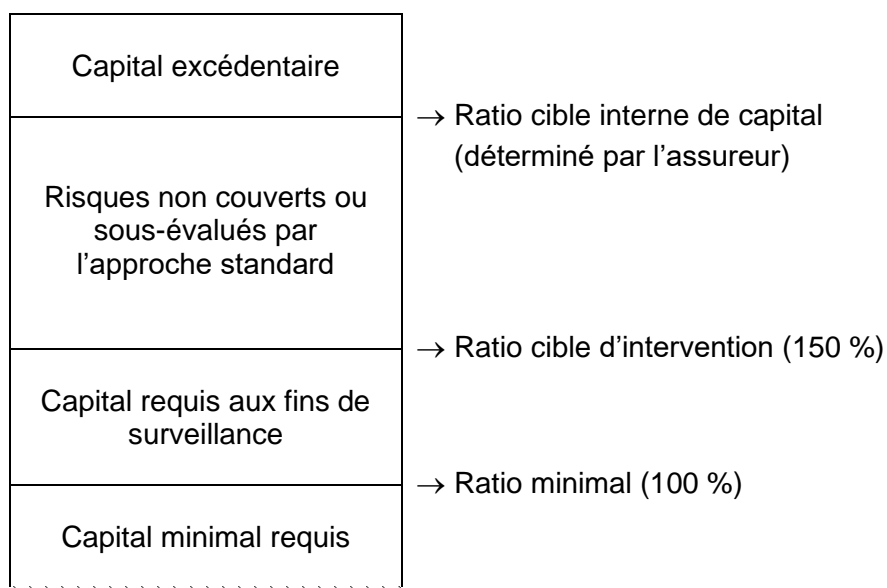 Capital excédentaire
→ Ratio cible interne de capital
(déterminé par l’assureur)
Risques non couverts ou
sous-évalués par
l’approche standard
→ Ratio cible d’intervention (150 %)
Capital requis aux fins de
surveillance
→ Ratio minimal (100 %)
Capital minimal requis